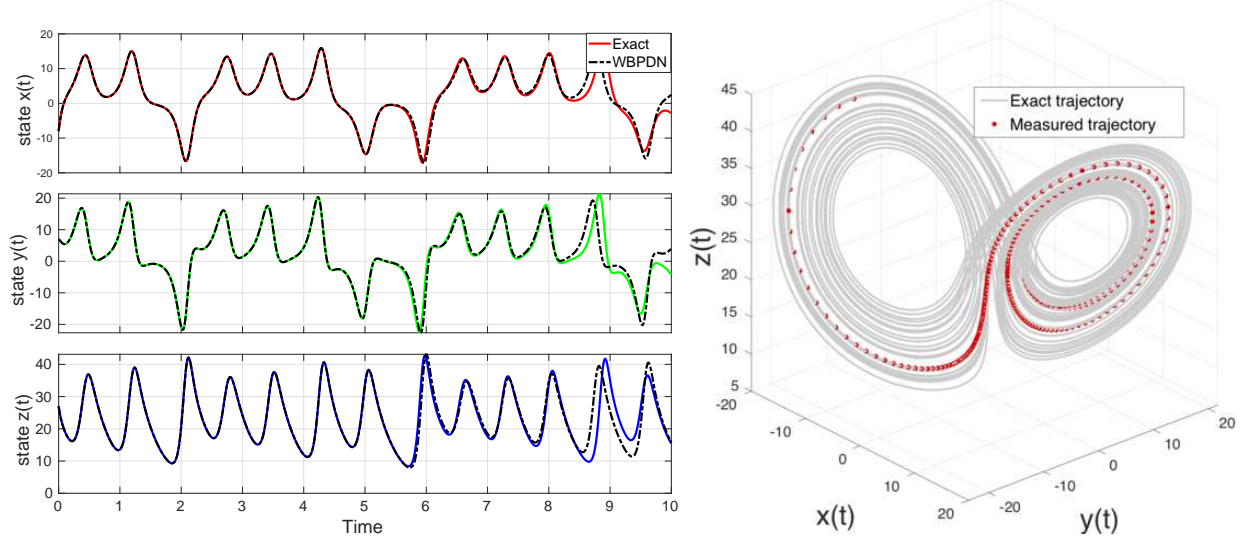 20
10
0
-10
-20
state x(t)
Exact
WBPDN
20
10
0
-10
-20
state y(t)
40
30
20
10
0
state z(t)
0 1 2 3 4 5 6 7 8 9 10
Time
45
40
35
30
25
20
15
10
5
z(t)
Exact trajectory
Measured trajectory
-20
-10
0
10
20
x(t)
-20
-10
0
10
20
y(t)